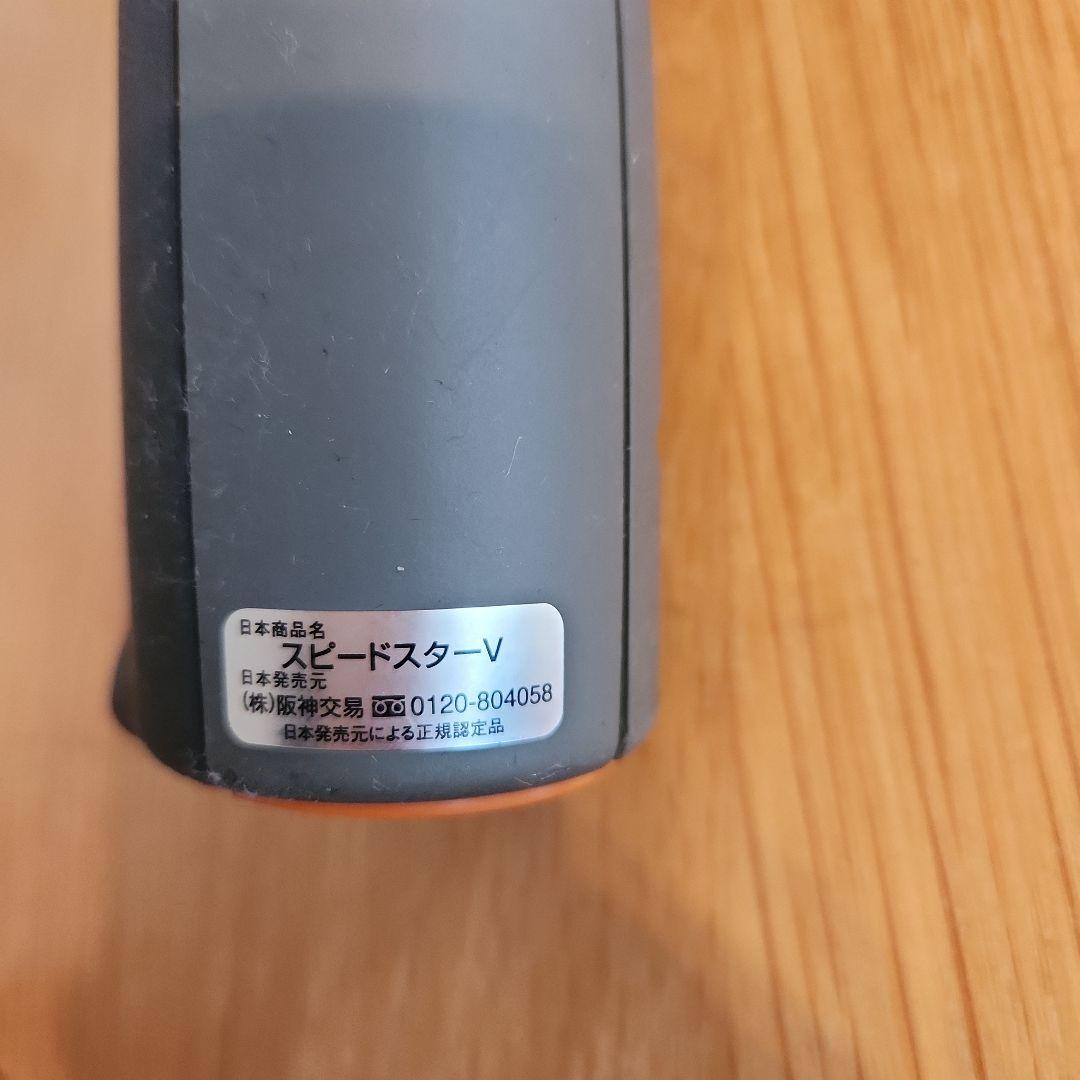 日本商品名
スピードスターV
日本発売元
(株)阪神交易 0120-804058
日本発売元による正規認定品